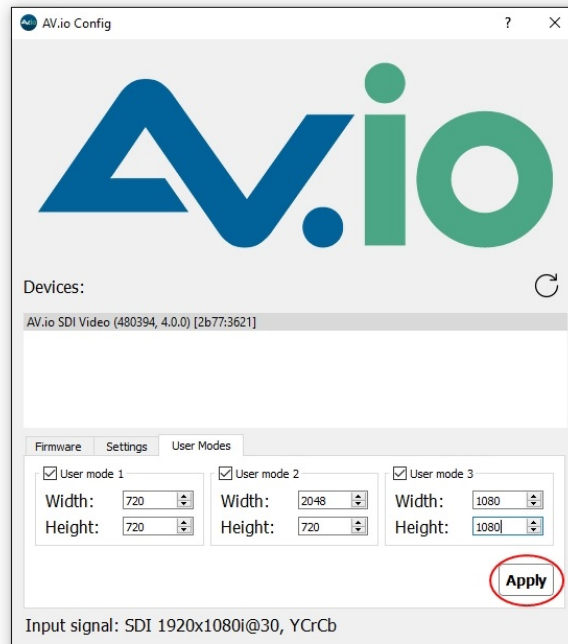 AV.io Config ? ×
AV.io
Devices:
AV.io SDI Video (480394, 4.0.0) [2b77:3621]
Firmware Settings User Modes
User mode 1 User mode 2 User mode 3
Width: 720 Width: 2048 Width: 1080
Height: 720 Height: 720 Height: 1080
Apply
Input signal: SDI 1920x1080i@30, YCrCb